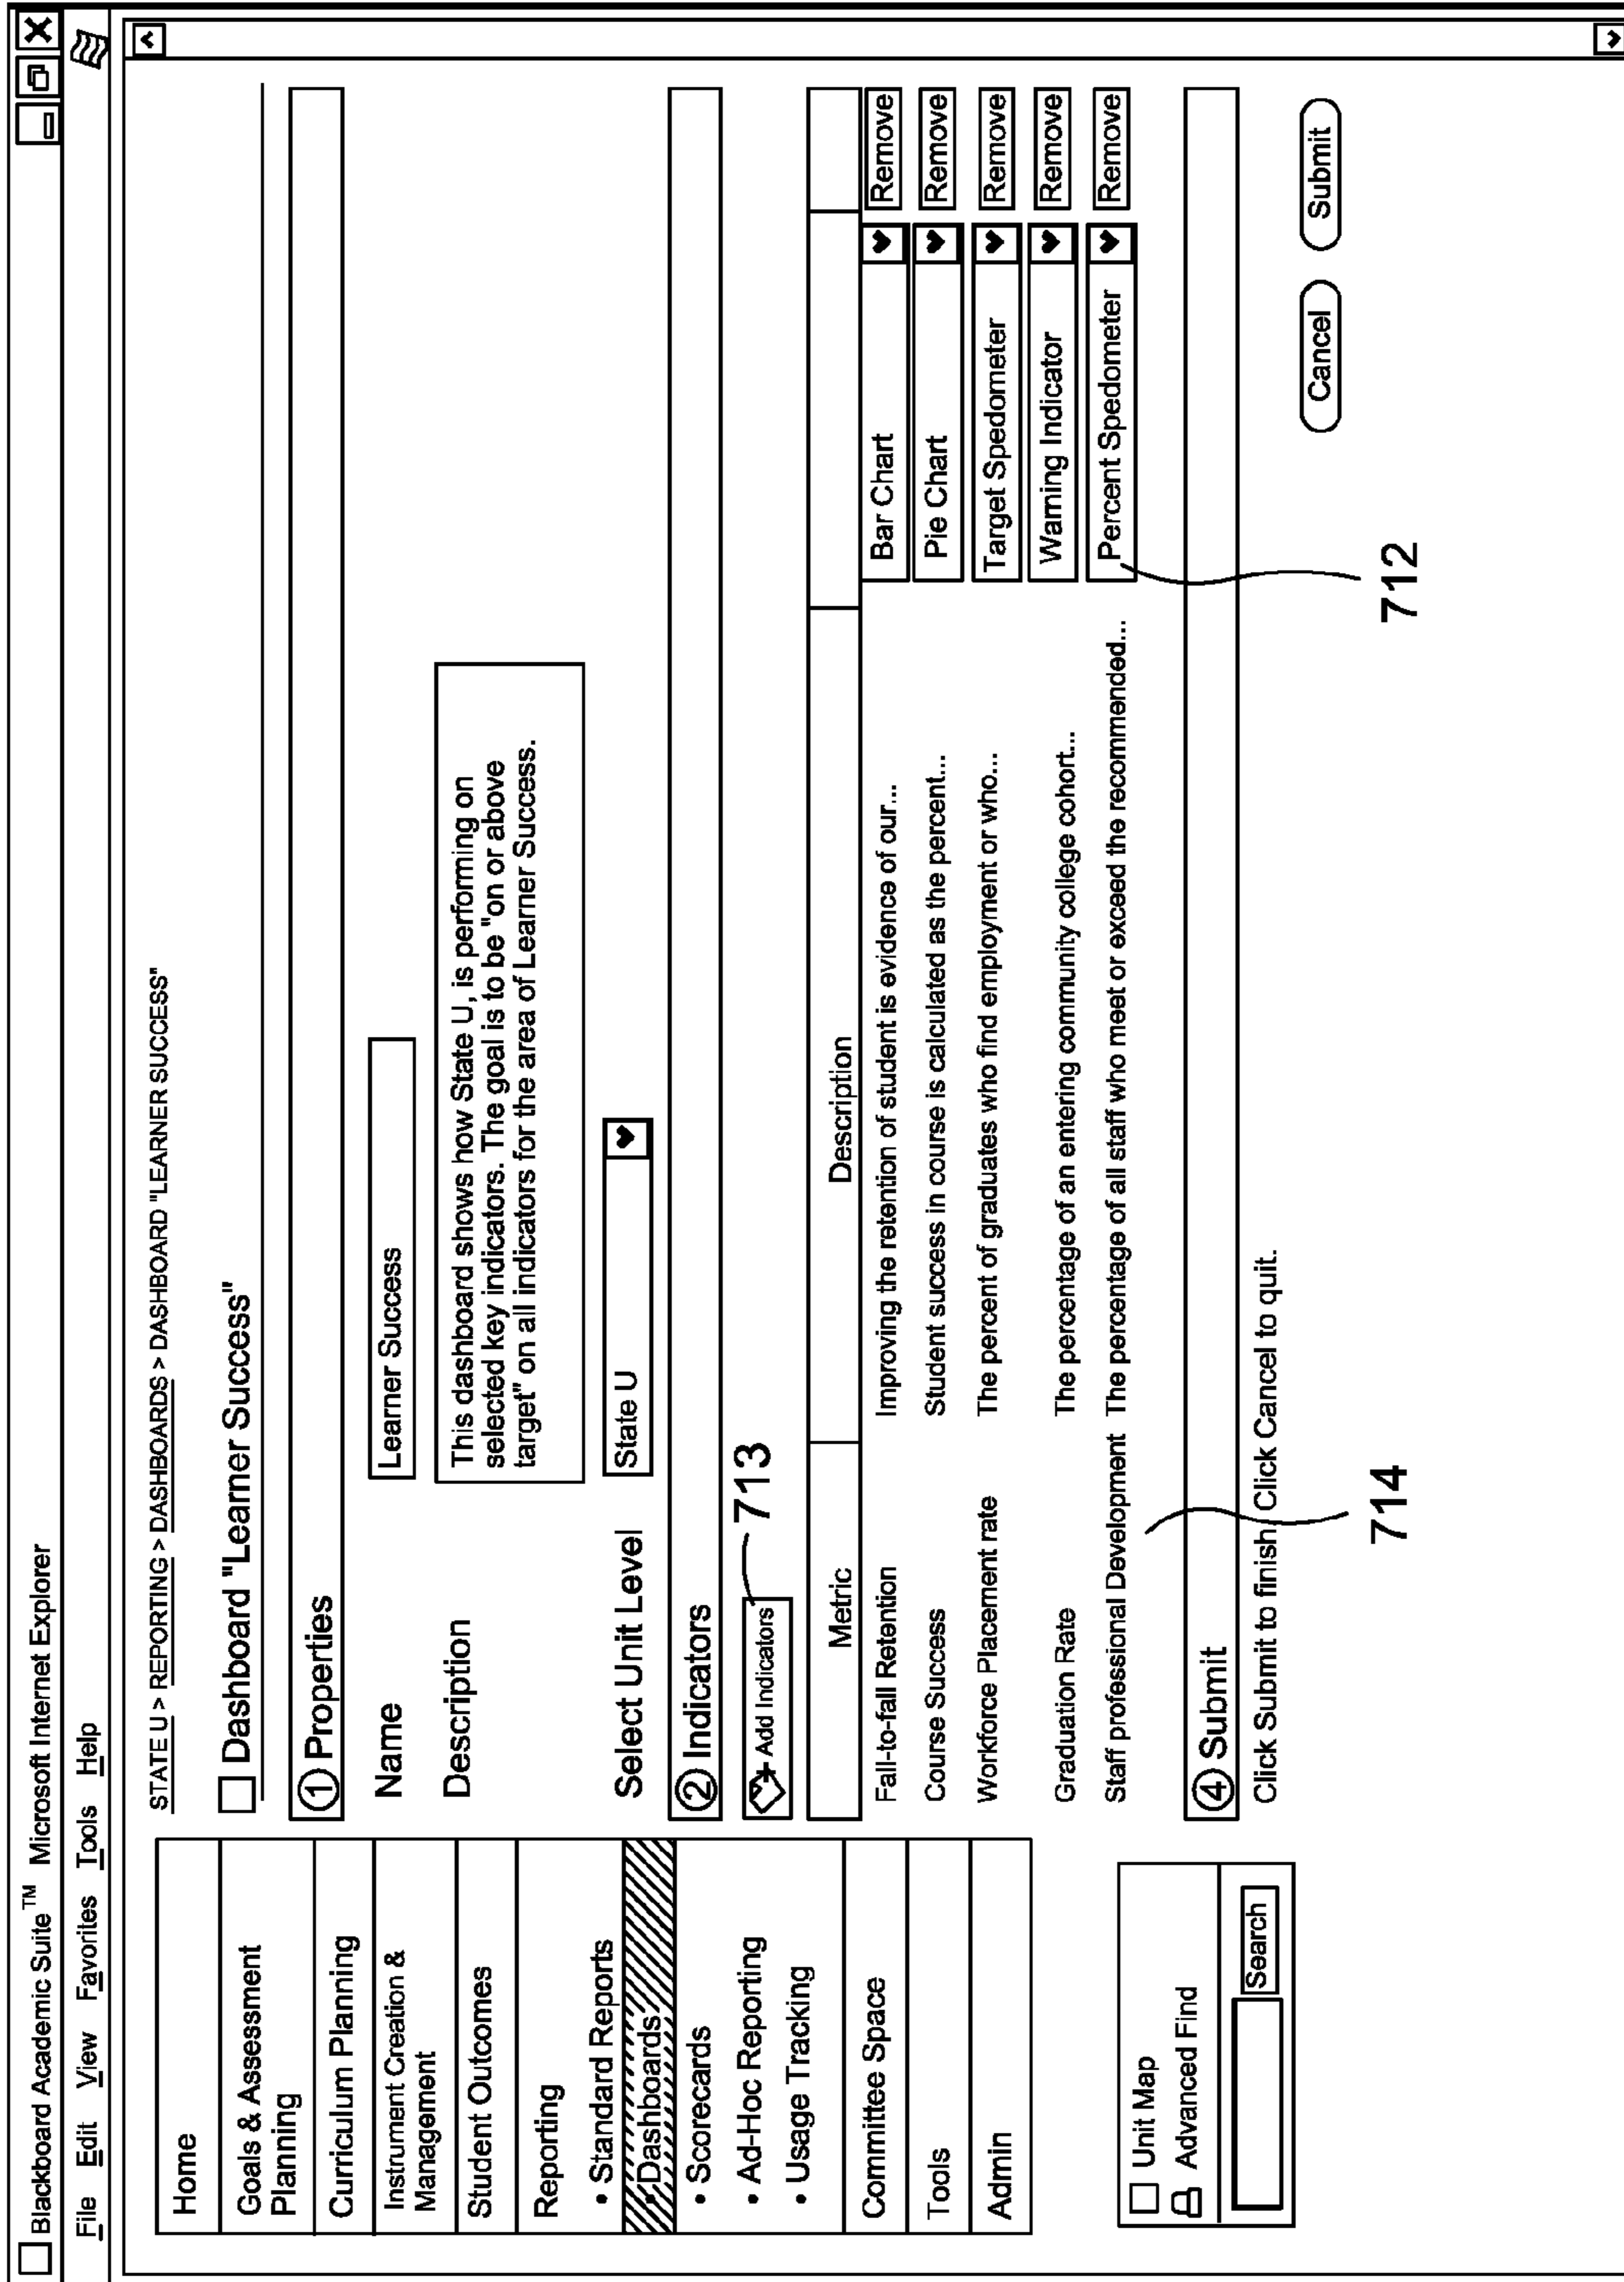 Blackboard Academic Suite™ Microsoft Internet Explorer
File Edit View Favorites Tools Help
Home
Goals & Assessment
Planning
Curriculum Planning
Instrument Creation &
Management
Student Outcomes
Reporting
• Standard Reports
• Dashboards
• Scorecards
• Ad-Hoc Reporting
• Usage Tracking
Committee Space
Tools
Admin
Unit Map
Advanced Find
Search
STATE U > REPORTING > DASHBOARDS > DASHBOARD "LEARNER SUCCESS"
Dashboard "Learner Success"
① Properties
Name Learner Success
Description This dashboard shows how State U, is performing on
selected key indicators. The goal is to be "on or above
target" on all indicators for the area of Learner Success.
Select Unit Level State U
② Indicators
Add Indicators 713
Metric Description
Fall-to-fall Retention Improving the retention of student is evidence of our... Bar Chart Remove
Course Success Student success in course is calculated as the percent... Pie Chart Remove
Workforce Placement rate The percent of graduates who find employment or who... Target Spedometer Remove
Graduation Rate The percentage of an entering community college cohort... Warning Indicator Remove
Staff professional Development The percentage of all staff who meet or exceed the recommended... Percent Spedometer Remove
④ Submit
Click Submit to finish. Click Cancel to quit.
Cancel Submit
714 712